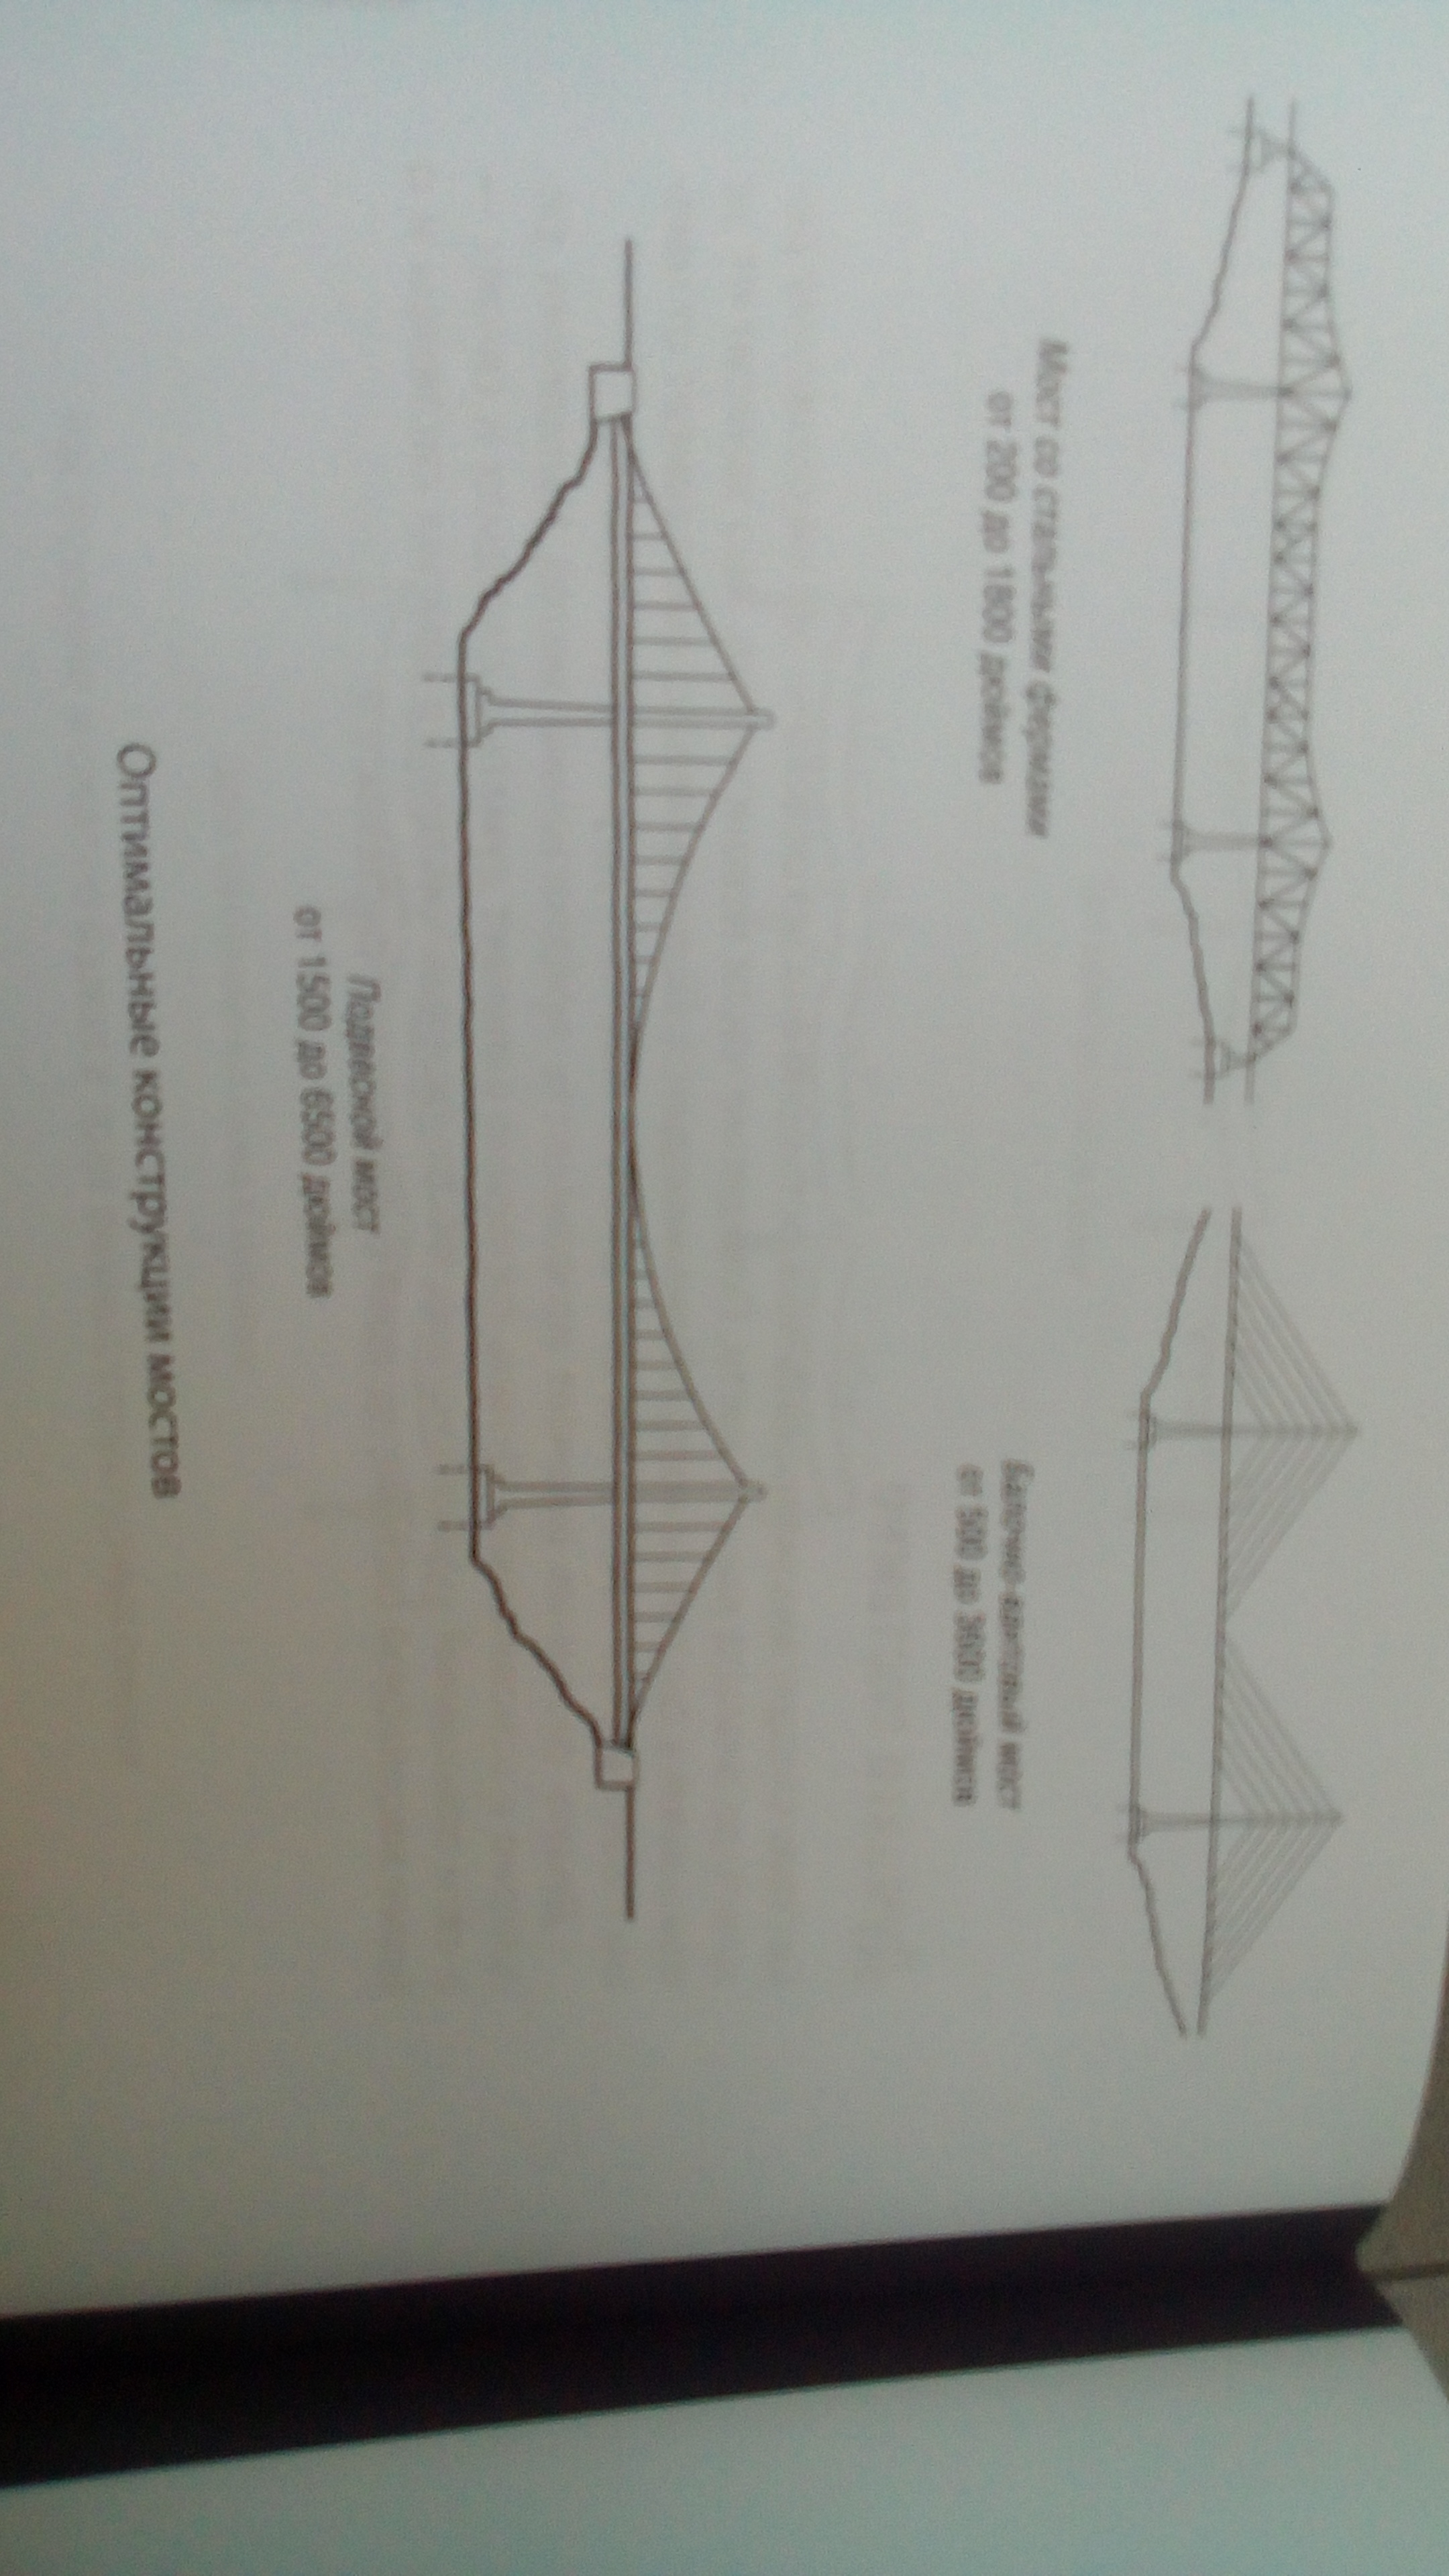 Мост со стальными фермами
от 200 до 1800 дюймов
Балочно-вантовый мост
от 500 до 3600 дюймов
Подвесной мост
от 1500 до 6500 дюймов
Оптимальные конструкции мостов